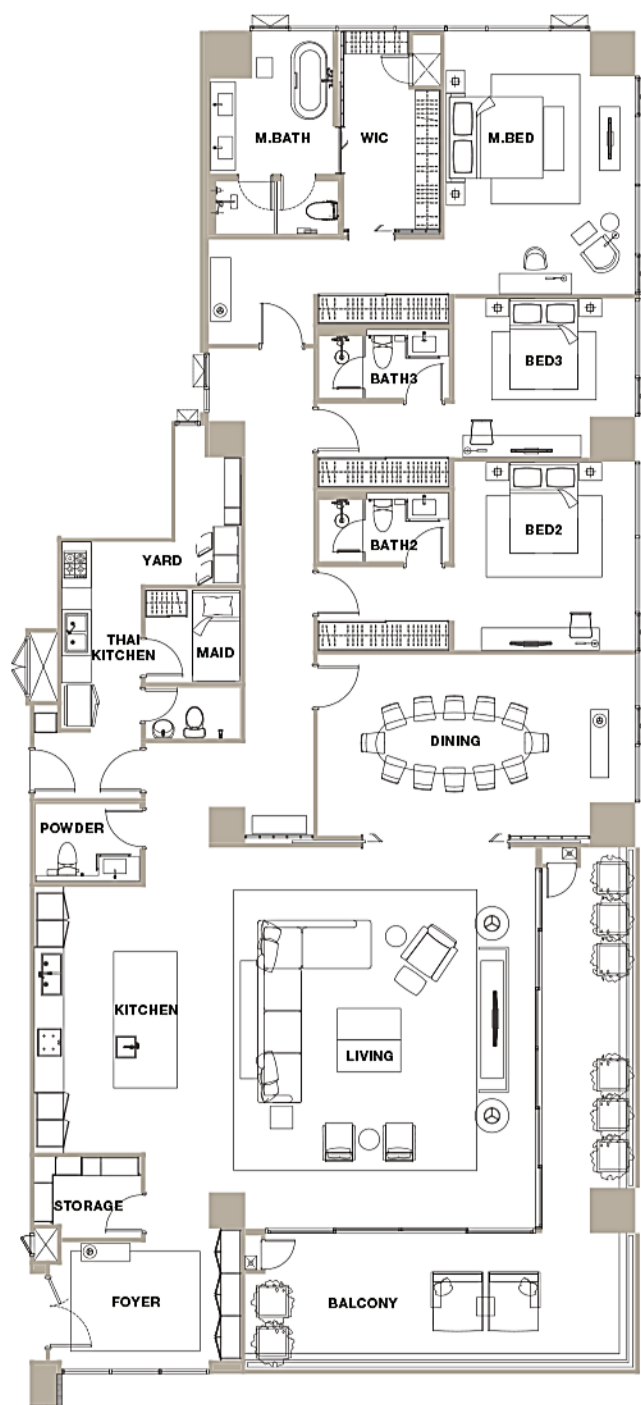 M.BATH
WIC
M.BED
BED3
BATH3
BED2
BATH2
YARD
THAI
KITCHEN
MAID
DINING
POWDER
KITCHEN
LIVING
STORAGE
FOYER
BALCONY